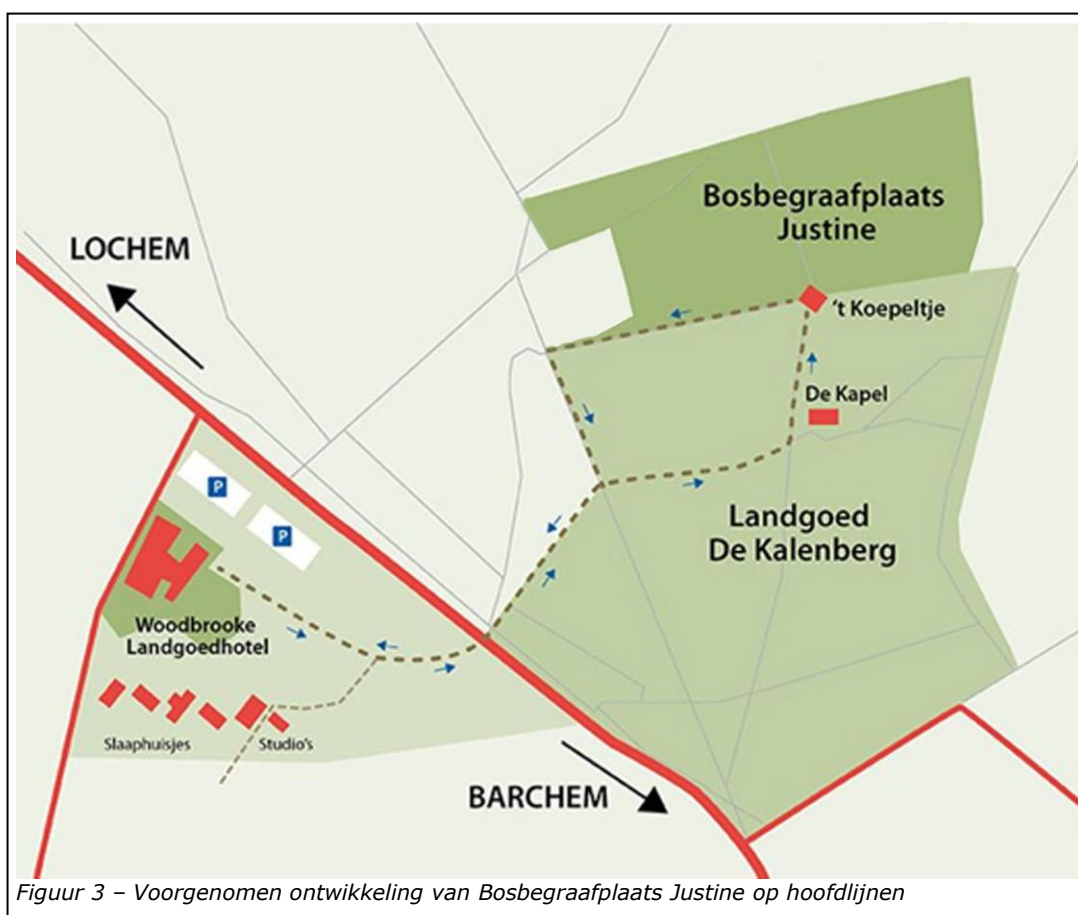 Bosbegraafplaats
Justine
LOCHEM
't Koepeltje
De Kapel
P
P
Landgoed
De Kalenberg
Woodbrooke
Landgoedhotel
Slaaphuisjes
Studio's
BARCHEM
Figuur 3 – Voorgenomen ontwikkeling van Bosbegraafplaats Justine op hoofdlijnen